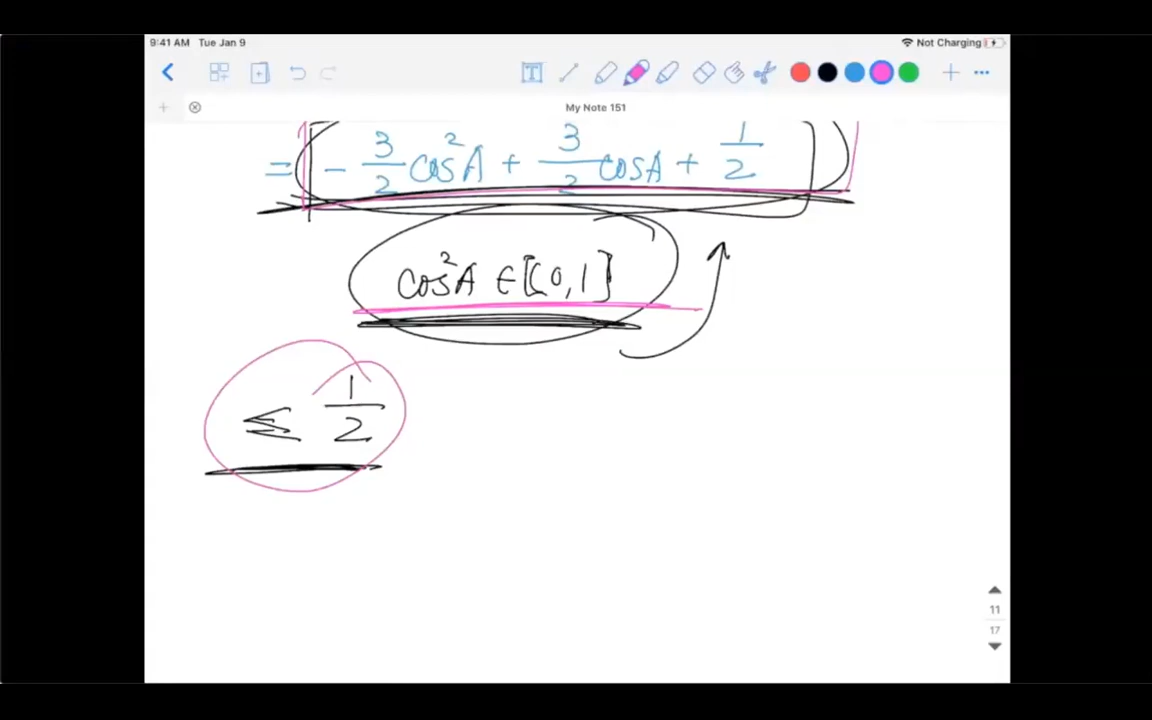 9:41 AM Tue Jan 9 Not Charging
My Note 151
= - 3/2 cos²A + 3/2 cosA + 1/2
cos²A ∈ [0,1]
≤ 1/2
11
17